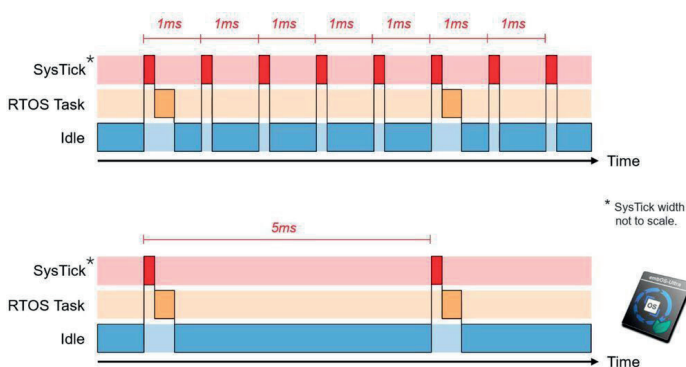 1ms 1ms 1ms 1ms 1ms 1ms 1ms
SysTick*
RTOS Task
Idle
Time
* SysTick width
not to scale.
5ms
SysTick*
RTOS Task
Idle
Time
OS